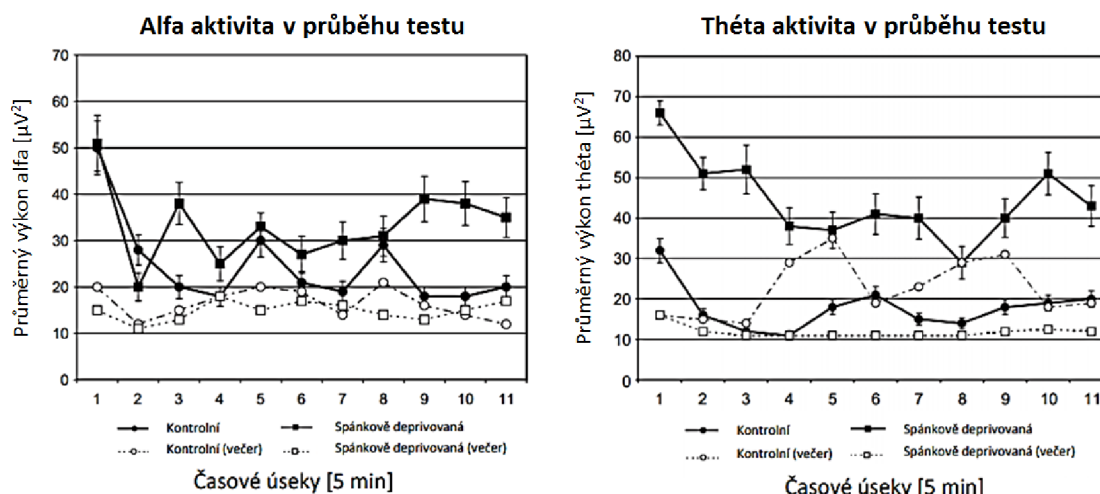 Alfa aktivita v průběhu testu
Průměrný výkon alfa [µV²]
70
60
50
40
30
20
10
0
1 2 3 4 5 6 7 8 9 10 11
Kontrolní
Spánkově deprivovaná
Kontrolní (večer)
Spánkově deprivovaná (večer)
Časové úseky [5 min]
Théta aktivita v průběhu testu
Průměrný výkon théta [µV²]
80
70
60
50
40
30
20
10
0
1 2 3 4 5 6 7 8 9 10 11
Kontrolní
Spánkově deprivovaná
Kontrolní (večer)
Spánkově deprivovaná (večer)
Časové úseky [5 min]